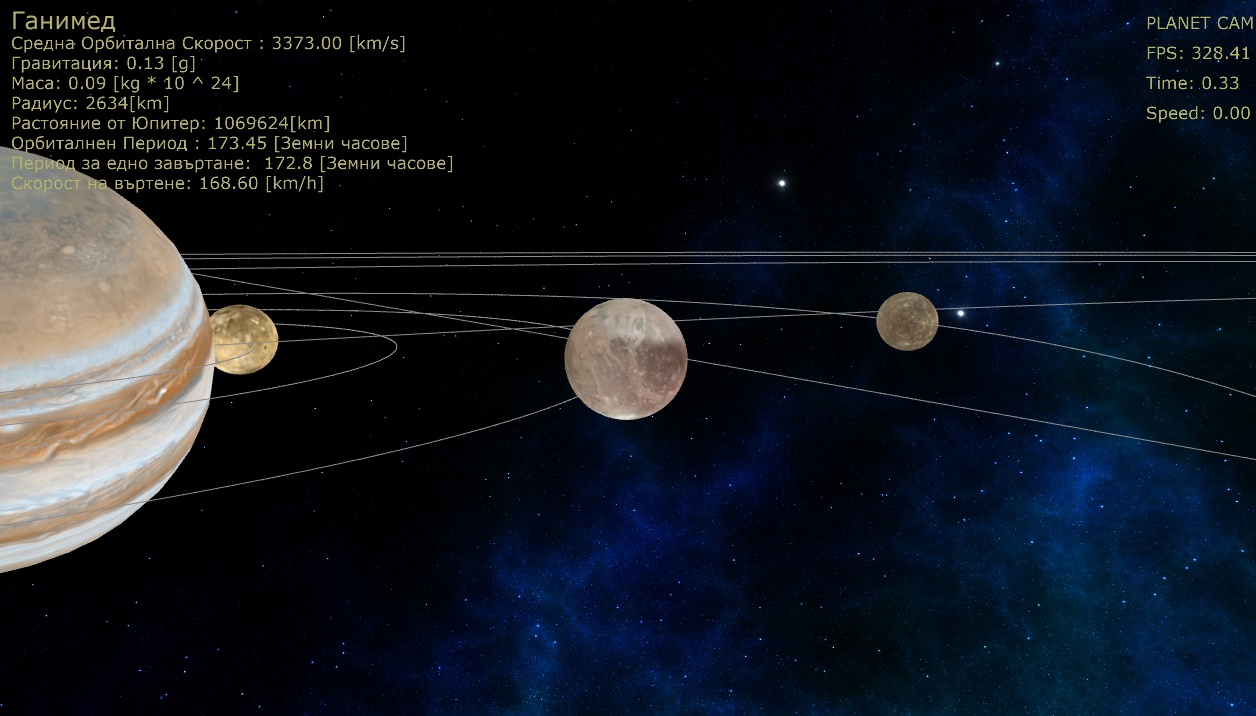 Ганимед
Средна Орбитална Скорост : 3373.00 [km/s]
Гравитация: 0.13 [g]
Маса: 0.09 [kg * 10 ^ 24]
Радиус: 2634[km]
Растояние от Юпитер: 1069624[km]
Орбиталнен Период : 173.45 [Земни часове]
Период за едно завъртане:  172.8 [Земни часове]
Скорост на въртене: 168.60 [km/h]
PLANET CAM
FPS: 328.41
Time: 0.33
Speed: 0.00